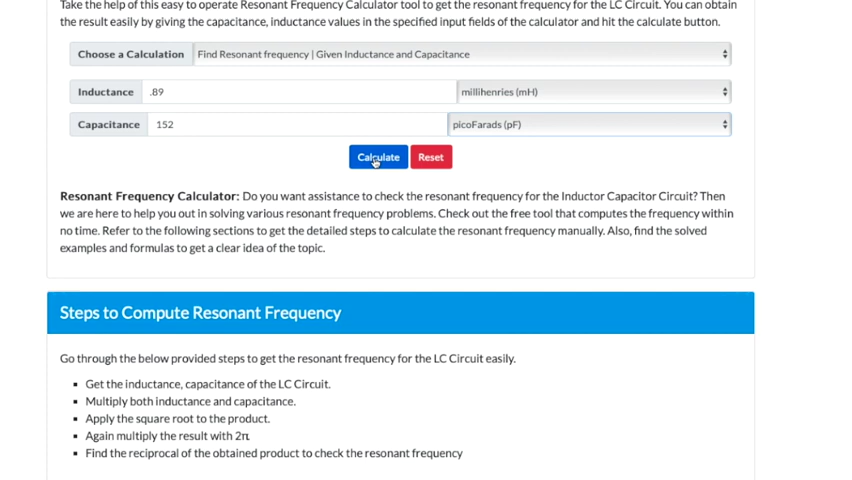 Take the help of this easy to operate Resonant Frequency Calculator tool to get the resonant frequency for the LC Circuit. You can obtain
the result easily by giving the capacitance, inductance values in the specified input fields of the calculator and hit the calculate button.
Choose a Calculation Find Resonant frequency | Given Inductance and Capacitance
Inductance .89 millihenries (mH)
Capacitance 152 picoFarads (pF)
Calculate Reset
Resonant Frequency Calculator: Do you want assistance to check the resonant frequency for the Inductor Capacitor Circuit? Then
we are here to help you out in solving various resonant frequency problems. Check out the free tool that computes the frequency within
no time. Refer to the following sections to get the detailed steps to calculate the resonant frequency manually. Also, find the solved
examples and formulas to get a clear idea of the topic.
Steps to Compute Resonant Frequency
Go through the below provided steps to get the resonant frequency for the LC Circuit easily.
▪ Get the inductance, capacitance of the LC Circuit.
▪ Multiply both inductance and capacitance.
▪ Apply the square root to the product.
▪ Again multiply the result with 2π
▪ Find the reciprocal of the obtained product to check the resonant frequency